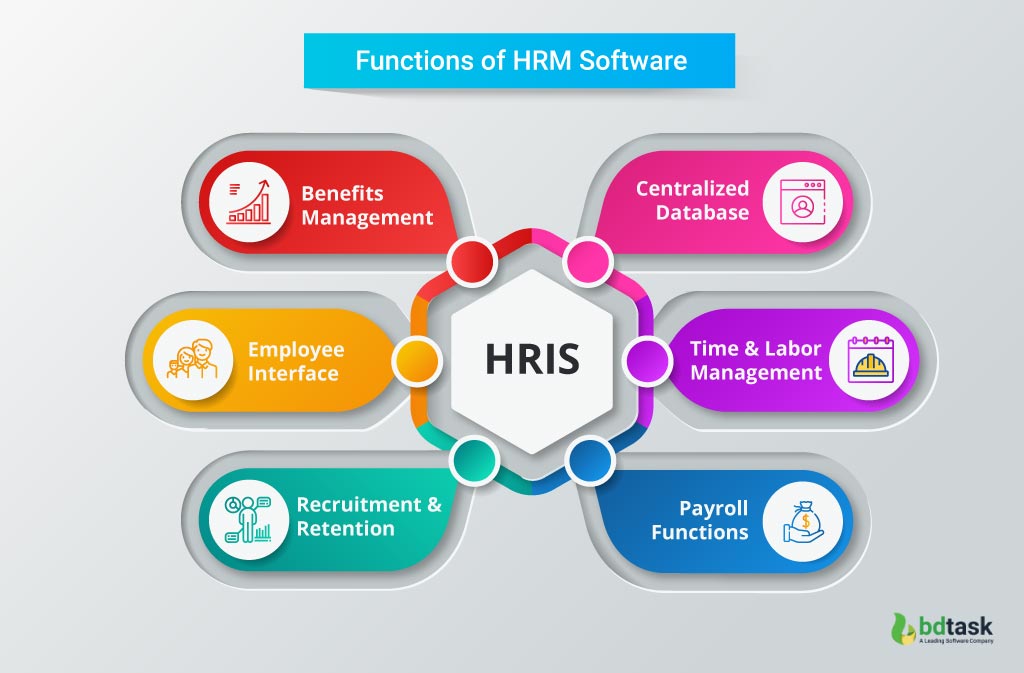 Functions of HRM Software
Benefits
Management
Centralized
Database
Employee
Interface
HRIS
Time & Labor
Management
Recruitment &
Retention
Payroll
Functions
$
bdtask
A Leading Software Company